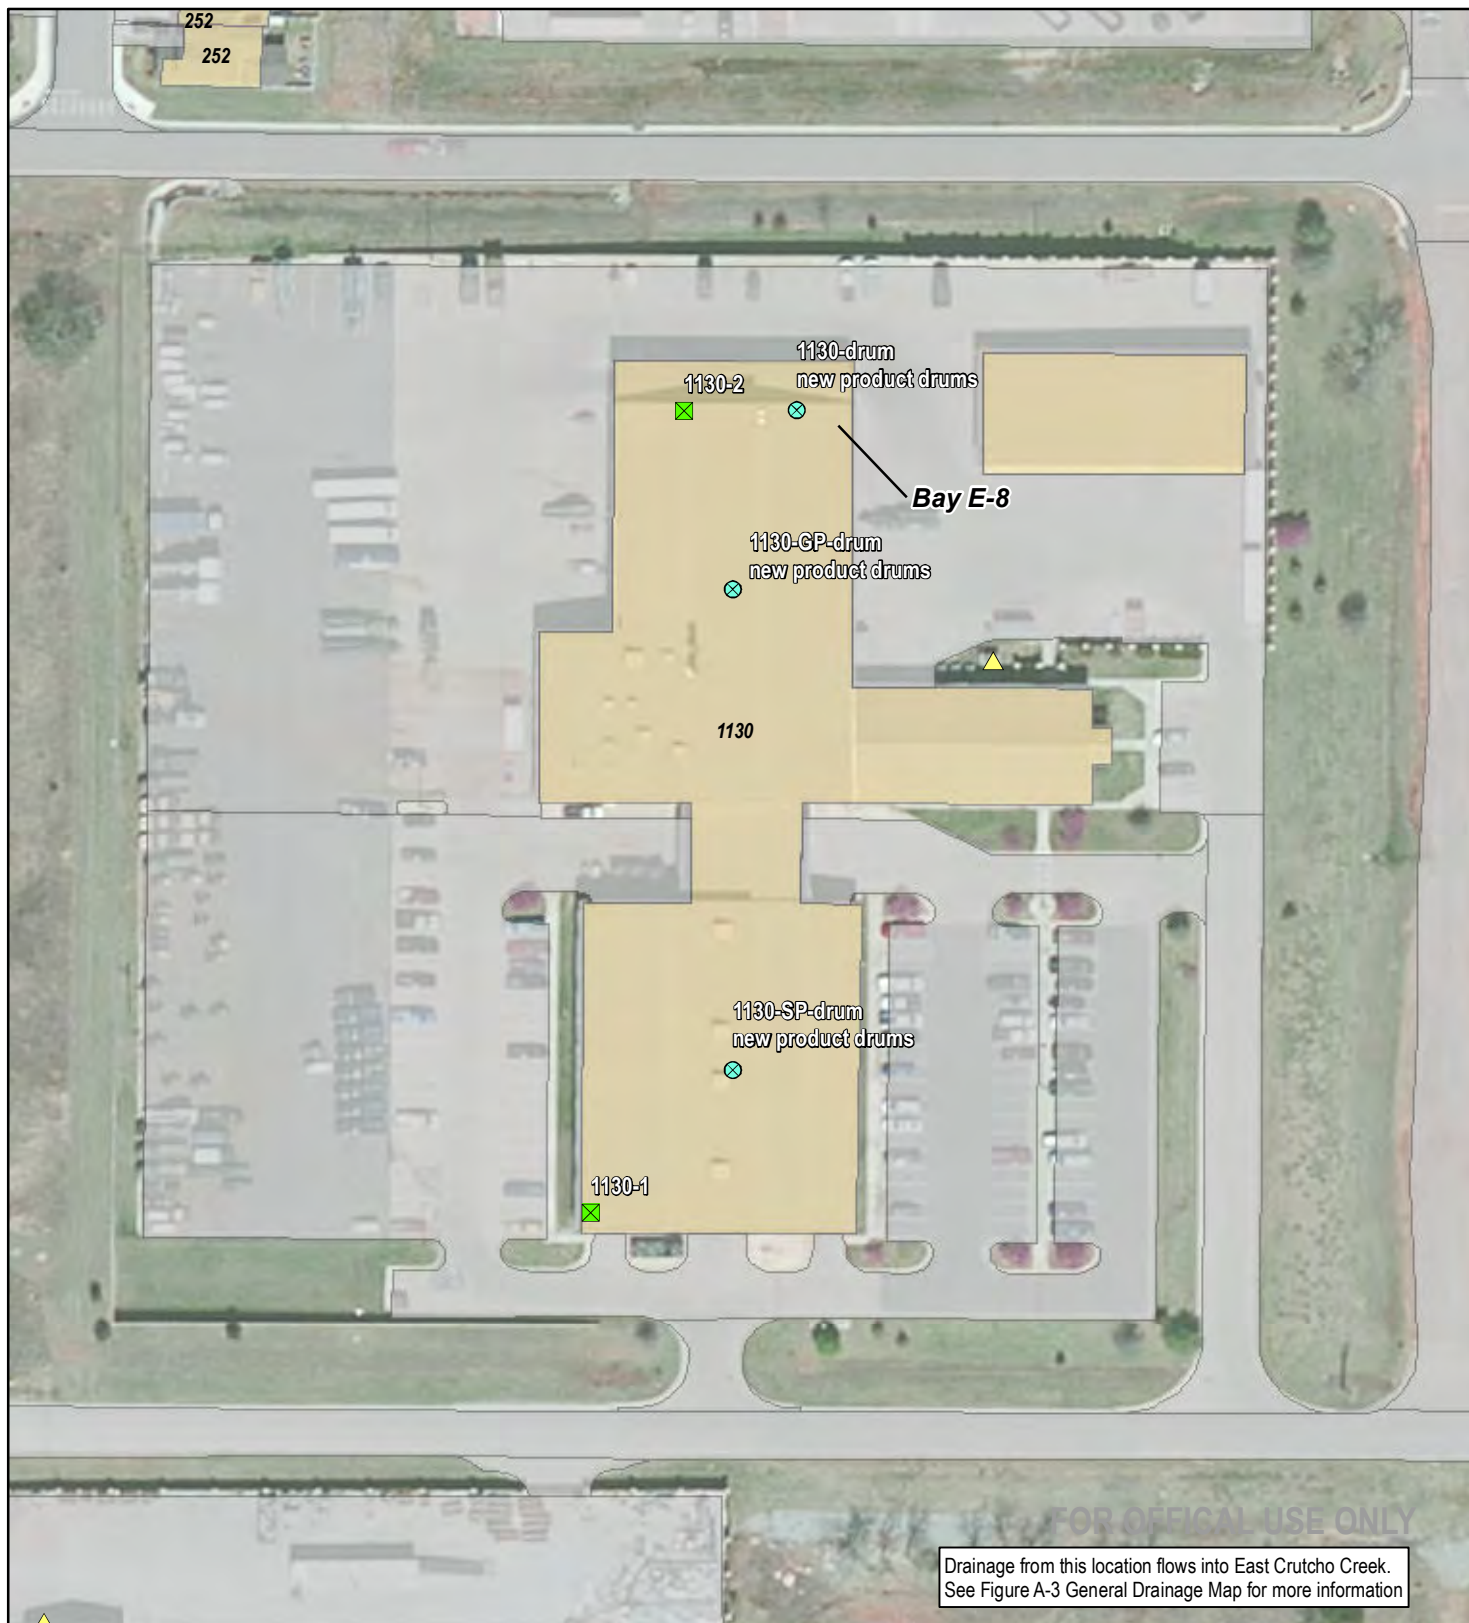 252
252
1130-drum
new product drums
1130-2
Bay E-8
1130-GP-drum
new product drums
1130
1130-SP-drum
new product drums
1130-1
FOR OFFICAL USE ONLY
Drainage from this location flows into East Crutcho Creek.
See Figure A-3 General Drainage Map for more information